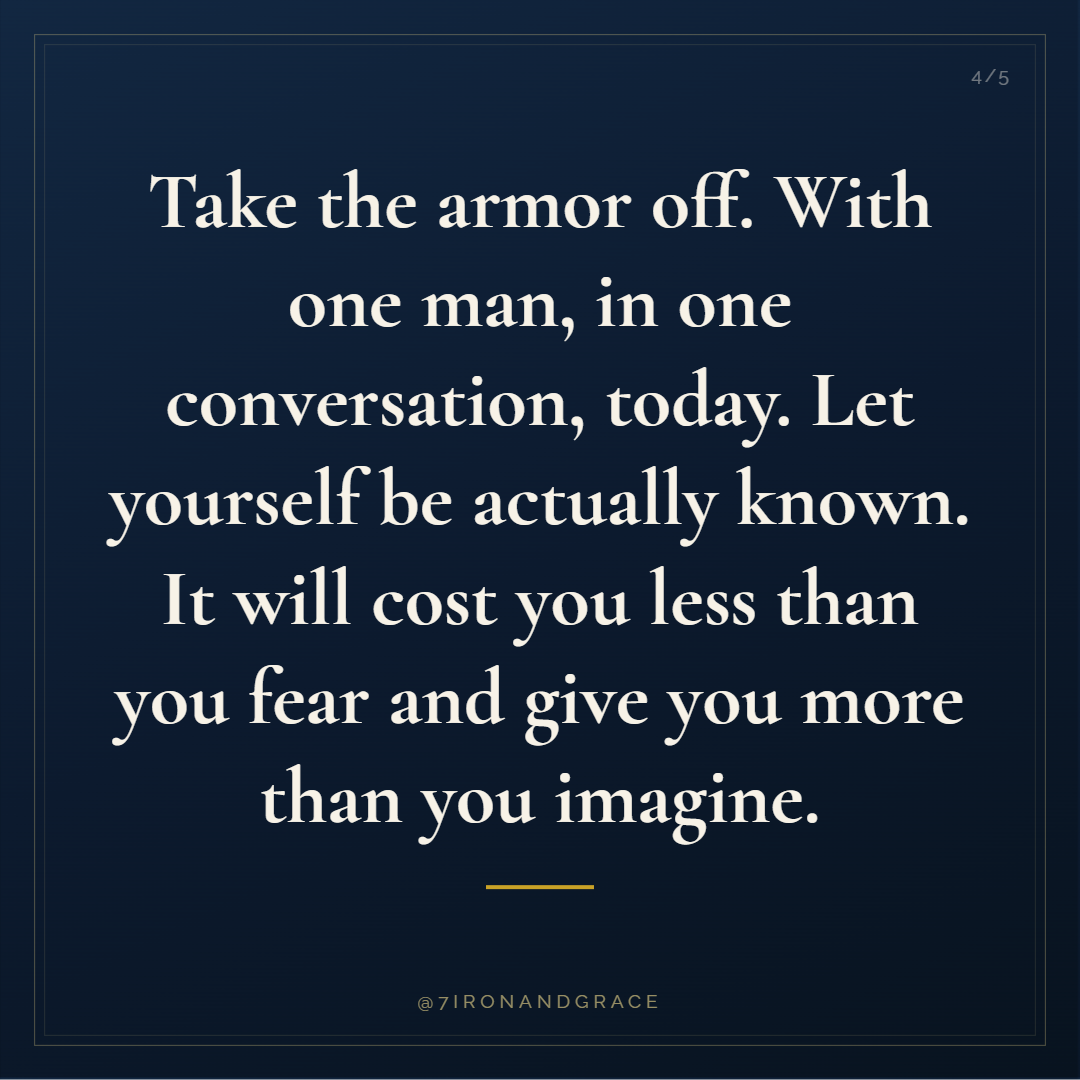 4/5
Take the armor off. With
one man, in one
conversation, today. Let
yourself be actually known.
It will cost you less than
you fear and give you more
than you imagine.
@7IRONANDGRACE